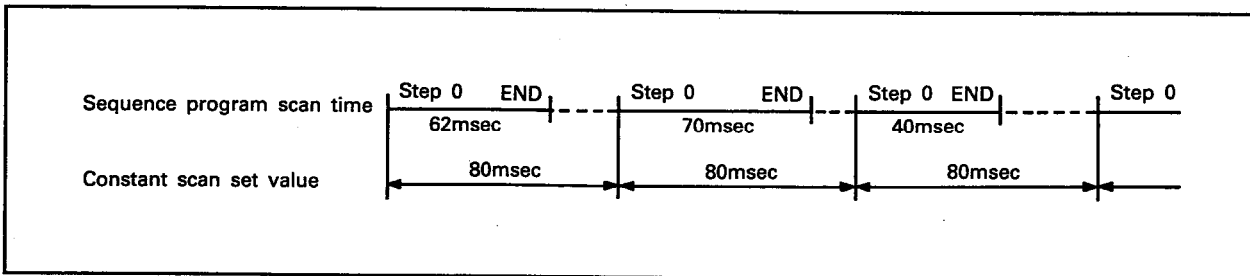 Sequence program scan time
Step 0 END Step 0 END Step 0 END Step 0
62msec 70msec 40msec
Constant scan set value
80msec 80msec 80msec